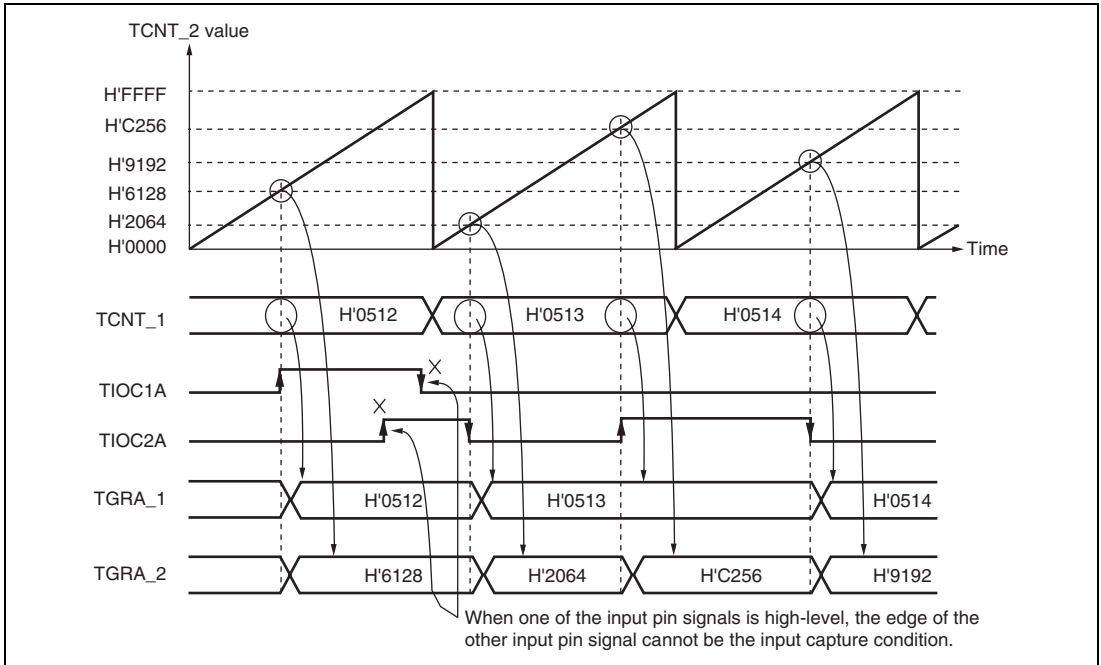 TCNT_2 value
H'FFFF
H'C256
H'9192
H'6128
H'2064
H'0000
Time
TCNT_1
H'0512
H'0513
H'0514
TIOC1A
X
TIOC2A
X
TGRA_1
H'0512
H'0513
H'0514
TGRA_2
H'6128
H'2064
H'C256
H'9192
When one of the input pin signals is high-level, the edge of the
other input pin signal cannot be the input capture condition.